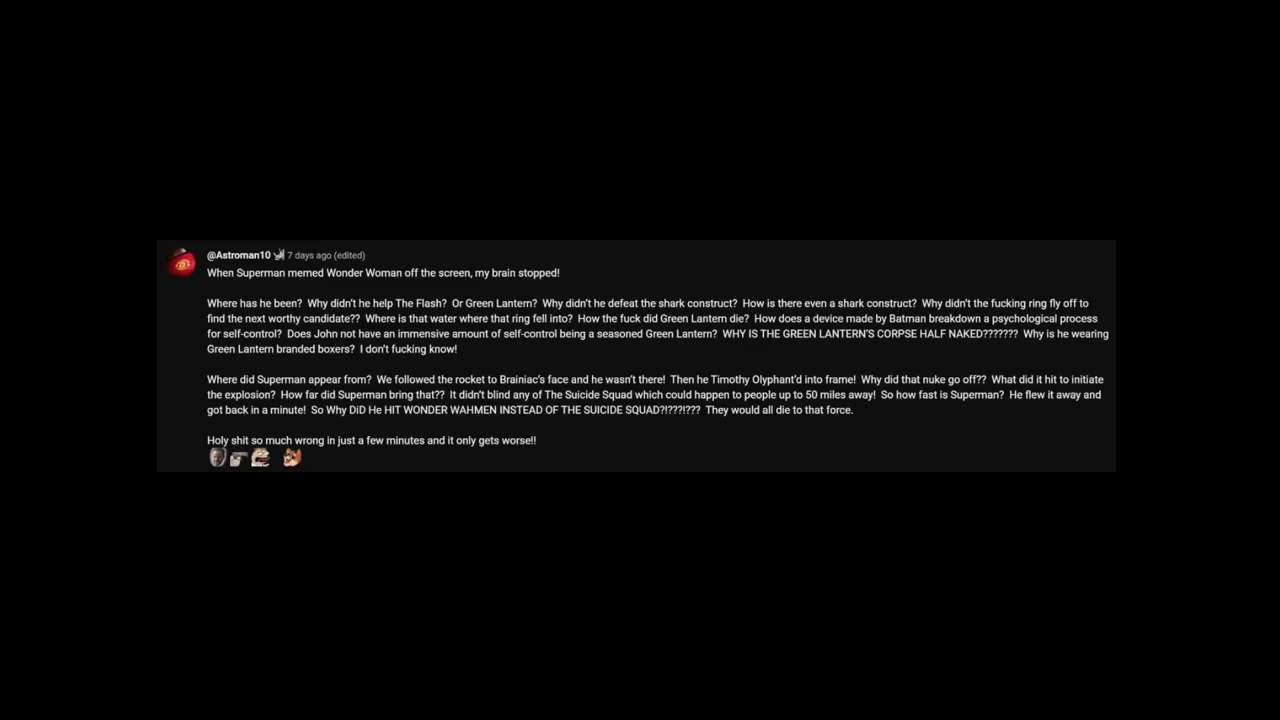 @Astroman10 7 days ago (edited)
When Superman memed Wonder Woman off the screen, my brain stopped!
Where has he been? Why didn't he help The Flash? Or Green Lantern? Why didn't he defeat the shark construct? How is there even a shark construct? Why didn't the fucking ring fly off to
find the next worthy candidate?? Where is that water where that ring fell into? How the fuck did Green Lantern die? How does a device made by Batman breakdown a psychological process
for self-control? Does John not have an immensive amount of self-control being a seasoned Green Lantern? WHY IS THE GREEN LANTERN'S CORPSE HALF NAKED??????? Why is he wearing
Green Lantern branded boxers? I don't fucking know!
Where did Superman appear from? We followed the rocket to Brainiac's face and he wasn't there! Then he Timothy Olyphant'd into frame! Why did that nuke go off?? What did it hit to initiate
the explosion? How far did Superman bring that?? It didn't blind any of The Suicide Squad which could happen to people up to 50 miles away! So how fast is Superman? He flew it away and
got back in a minute! So Why DiD He HIT WONDER WAHMEN INSTEAD OF THE SUICIDE SQUAD?!???!??? They would all die to that force.
Holy shit so much wrong in just a few minutes and it only gets worse!!